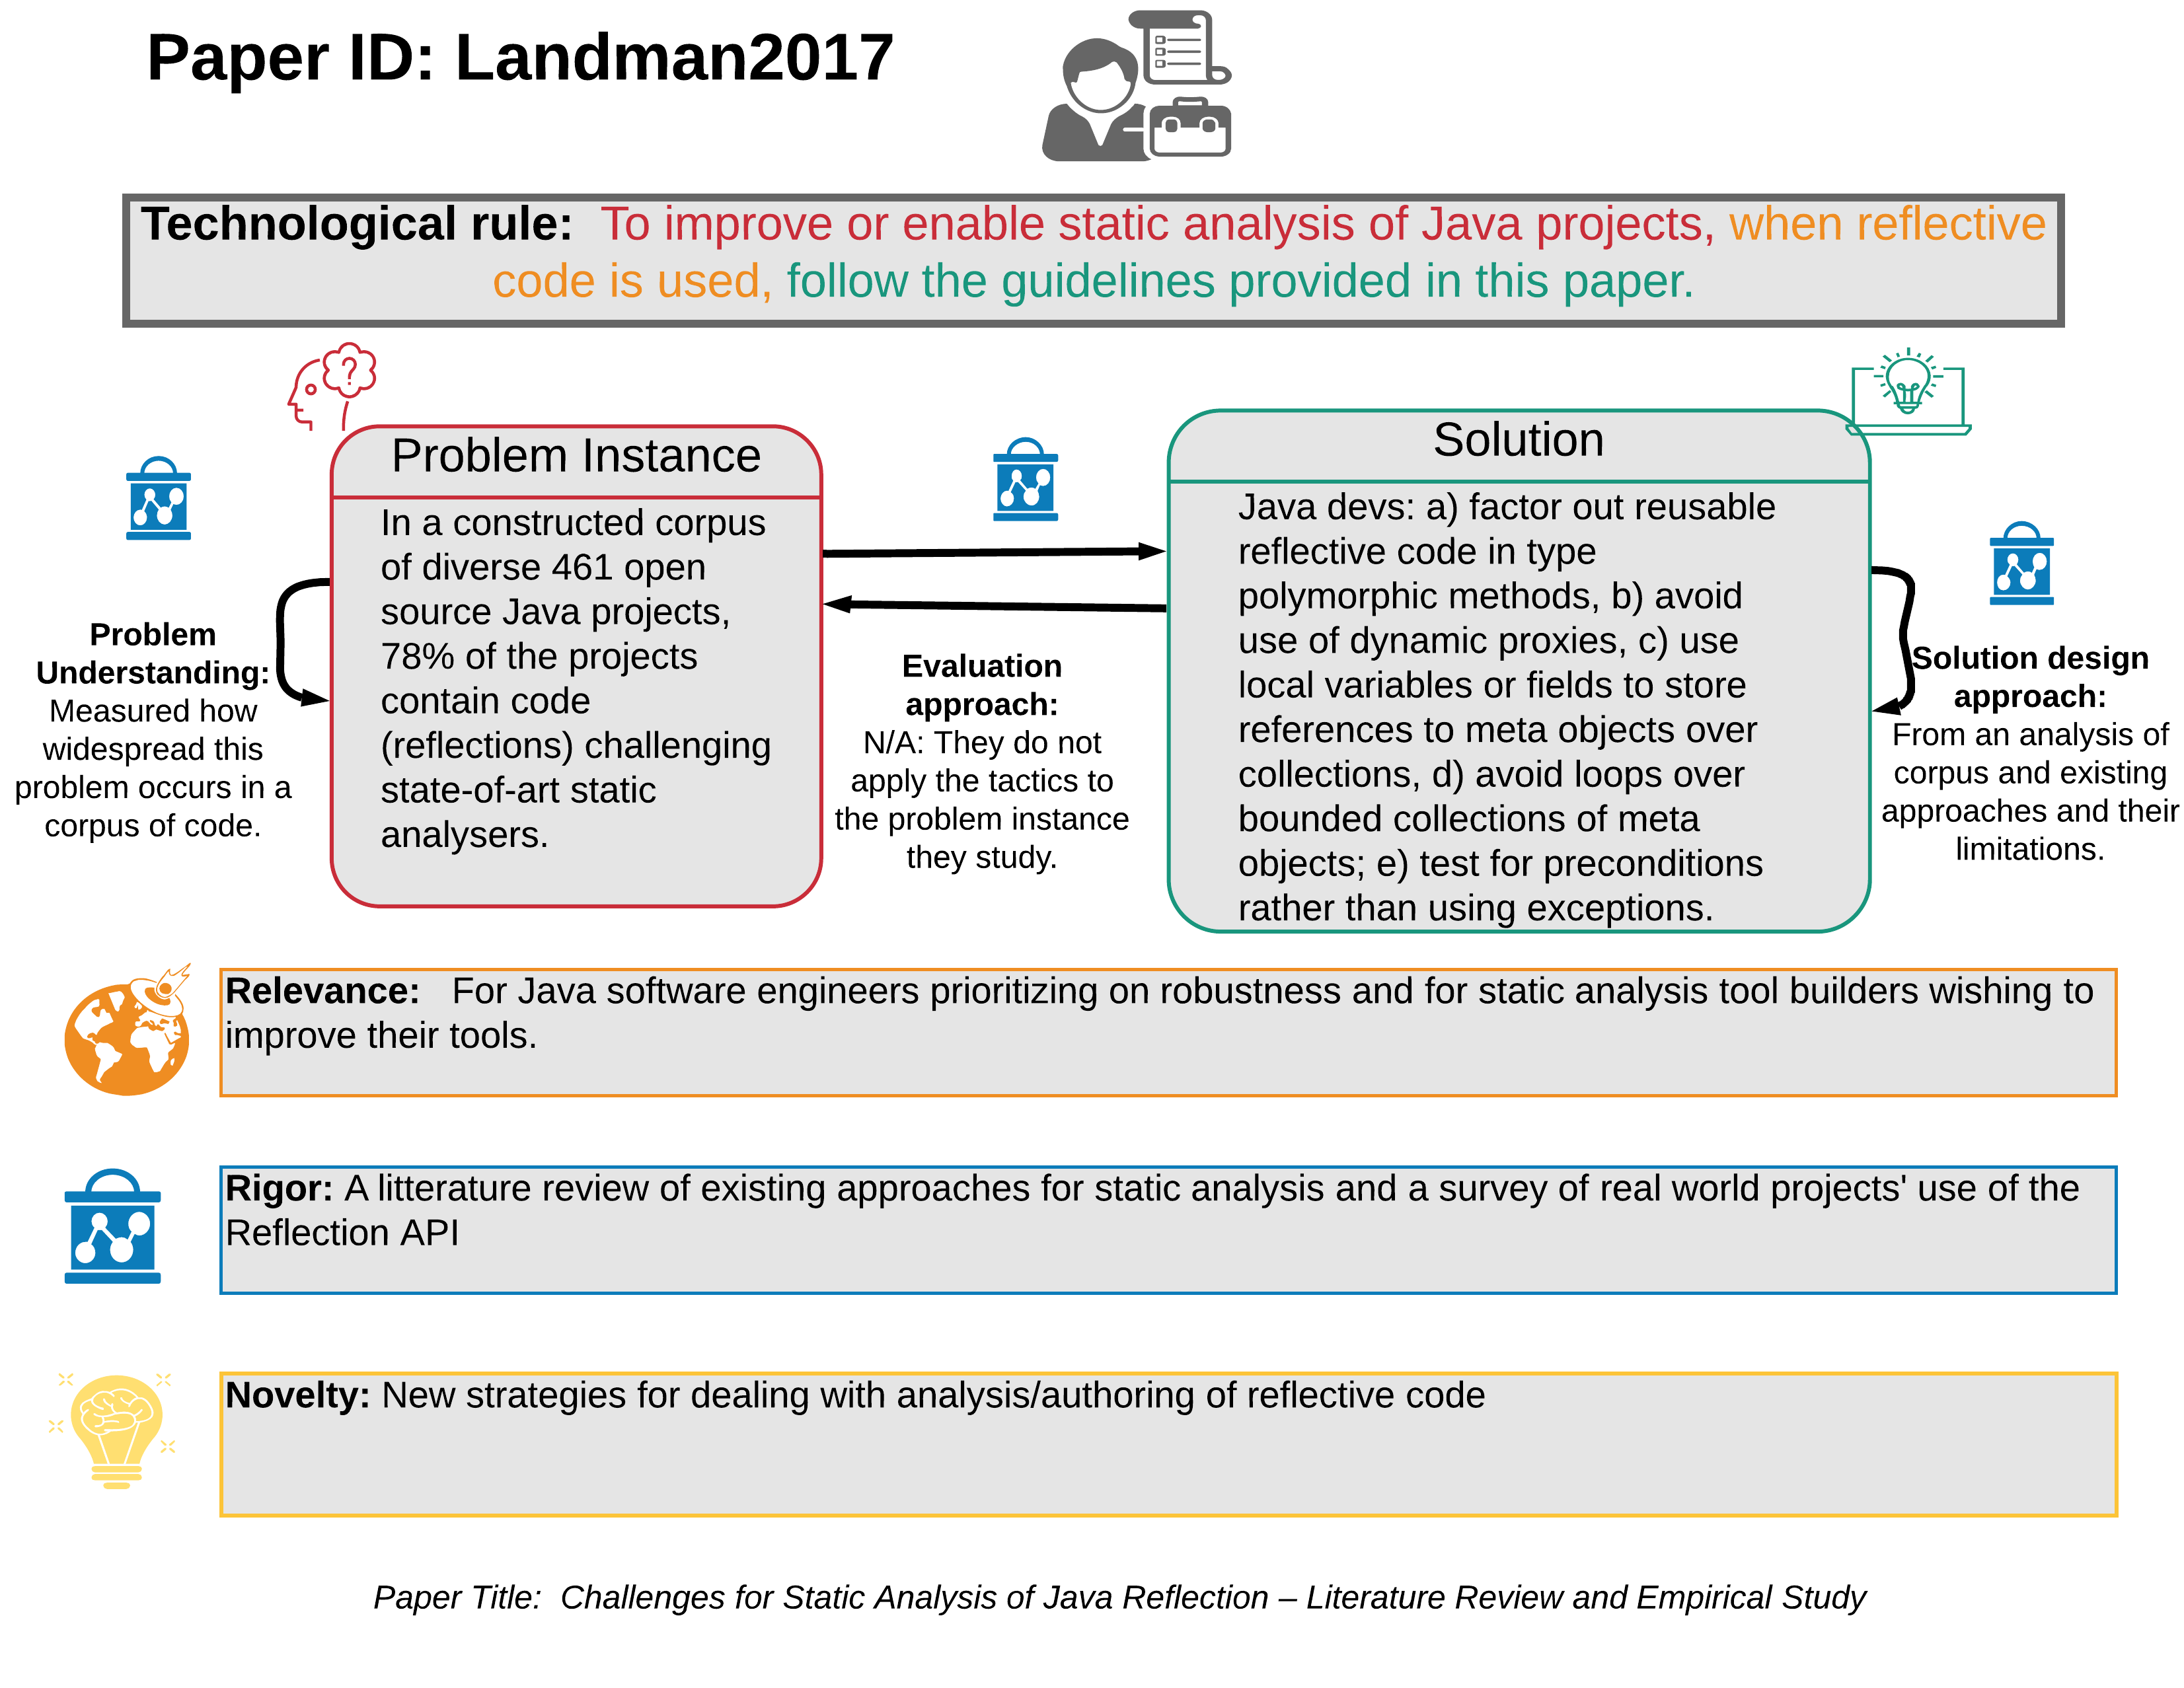 Paper ID: Landman2017
Technological rule: To improve or enable static analysis of Java projects, when reflective
code is used, follow the guidelines provided in this paper.
?
Problem Instance
In a constructed corpus
of diverse 461 open
source Java projects,
78% of the projects
contain code
(reflections) challenging
state-of-art static
analysers.
Problem
Understanding:
Measured how
widespread this
problem occurs in a
corpus of code.
Evaluation
approach:
N/A: They do not
apply the tactics to
the problem instance
they study.
Solution
Java devs: a) factor out reusable
reflective code in type
polymorphic methods, b) avoid
use of dynamic proxies, c) use
local variables or fields to store
references to meta objects over
collections, d) avoid loops over
bounded collections of meta
objects; e) test for preconditions
rather than using exceptions.
Solution design
approach:
From an analysis of
corpus and existing
approaches and their
limitations.
Relevance: For Java software engineers prioritizing on robustness and for static analysis tool builders wishing to
improve their tools.
Rigor: A litterature review of existing approaches for static analysis and a survey of real world projects' use of the
Reflection API
Novelty: New strategies for dealing with analysis/authoring of reflective code
Paper Title: Challenges for Static Analysis of Java Reflection – Literature Review and Empirical Study